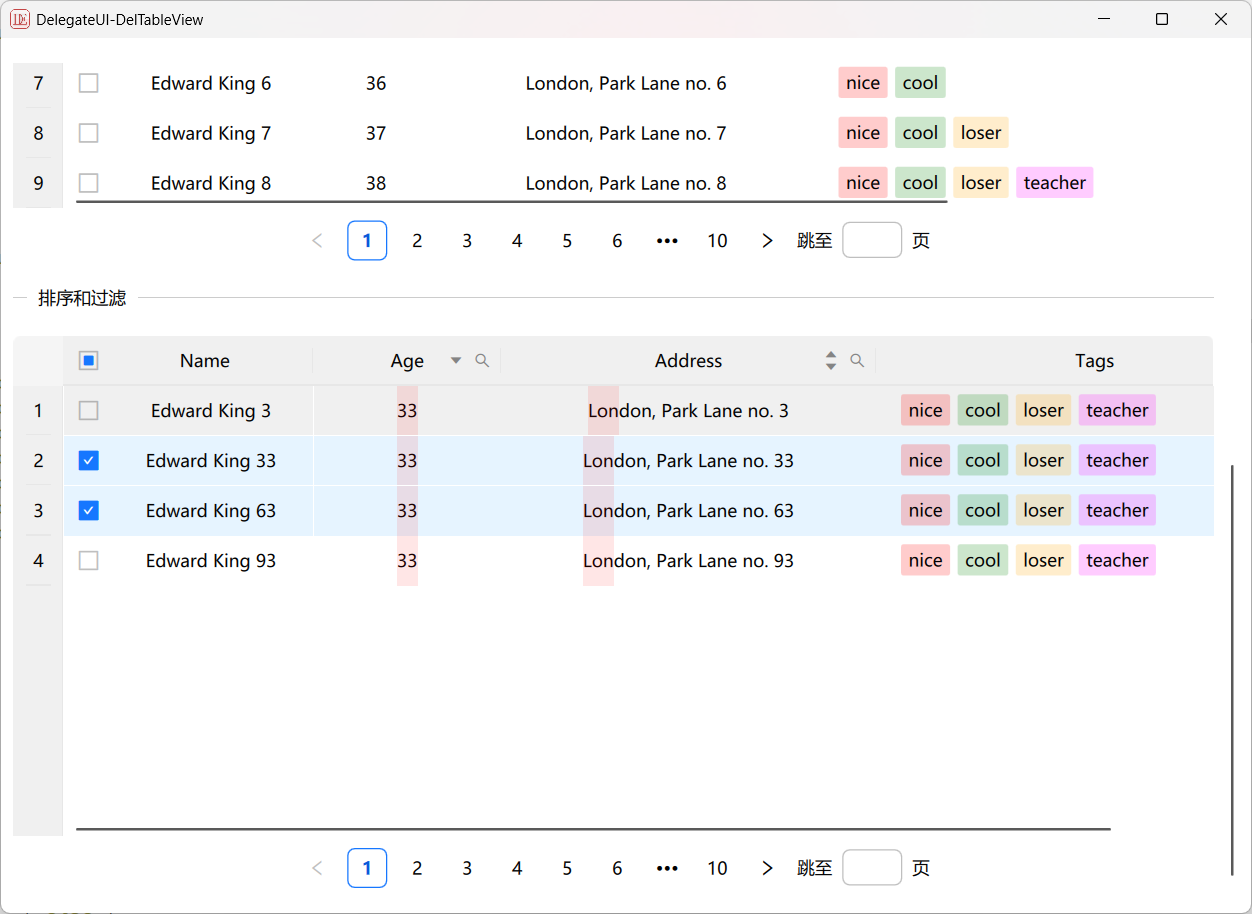 DelegateUI-DelTableView
7 Edward King 6 36 London, Park Lane no. 6 nice cool
8 Edward King 7 37 London, Park Lane no. 7 nice cool loser
9 Edward King 8 38 London, Park Lane no. 8 nice cool loser teacher
1 2 3 4 5 6 ••• 10 跳至 页
排序和过滤
Name Age Address Tags
1 Edward King 3 33 London, Park Lane no. 3 nice cool loser teacher
2 Edward King 33 33 London, Park Lane no. 33 nice cool loser teacher
3 Edward King 63 33 London, Park Lane no. 63 nice cool loser teacher
4 Edward King 93 33 London, Park Lane no. 93 nice cool loser teacher
1 2 3 4 5 6 ••• 10 跳至 页